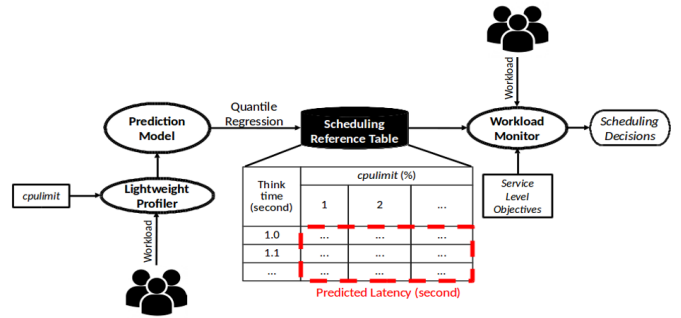 Workload
Quantile
Regression
Prediction
Model
Scheduling
Reference Table
Workload
Monitor
Scheduling
Decisions
cpulimit
Lightweight
Profiler
Workload
Service
Level
Objectives
Think
time
(second)
cpulimit (%)
1 2 ...
1.0 ... ... ...
1.1 ... ... ...
... ... ... ...
Predicted Latency (second)